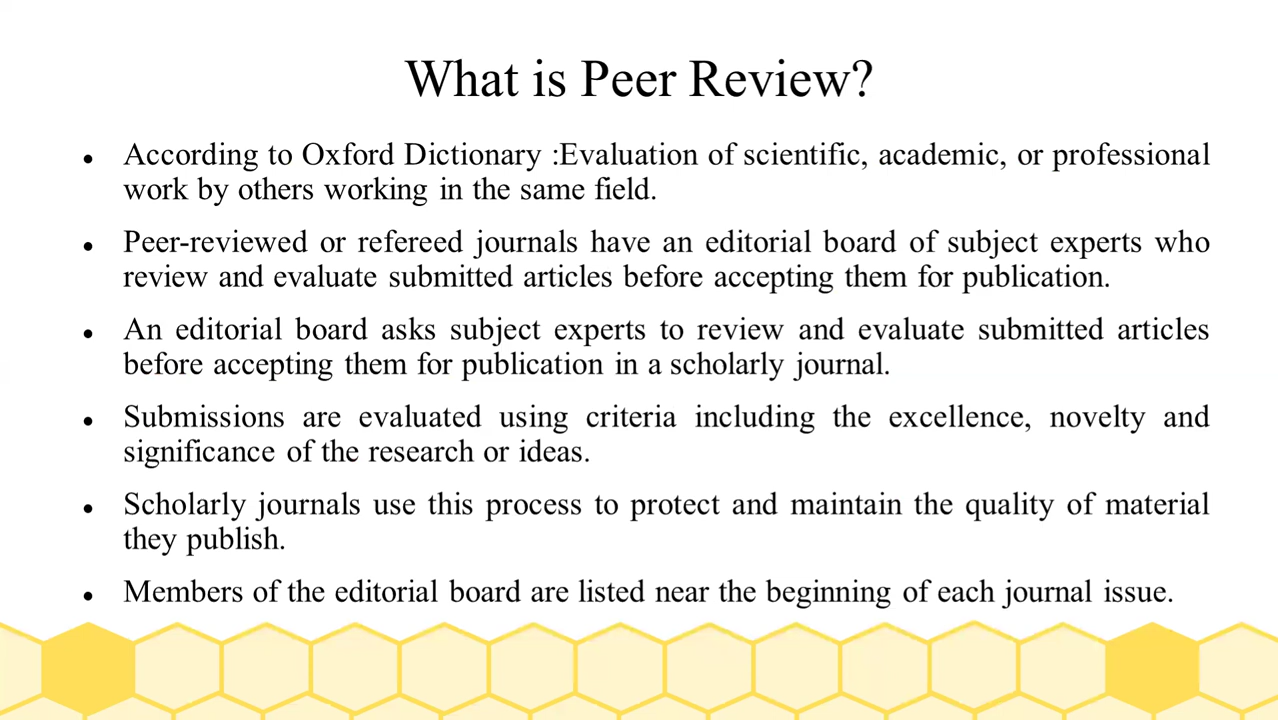 What is Peer Review?
• According to Oxford Dictionary :Evaluation of scientific, academic, or professional
work by others working in the same field.
• Peer-reviewed or refereed journals have an editorial board of subject experts who
review and evaluate submitted articles before accepting them for publication.
• An editorial board asks subject experts to review and evaluate submitted articles
before accepting them for publication in a scholarly journal.
• Submissions are evaluated using criteria including the excellence, novelty and
significance of the research or ideas.
• Scholarly journals use this process to protect and maintain the quality of material
they publish.
• Members of the editorial board are listed near the beginning of each journal issue.